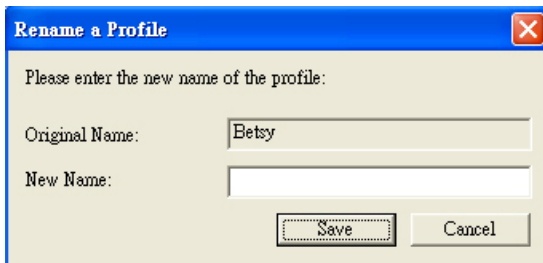 Rename a Profile
Please enter the new name of the profile:
Original Name: Betsy
New Name:
Save Cancel